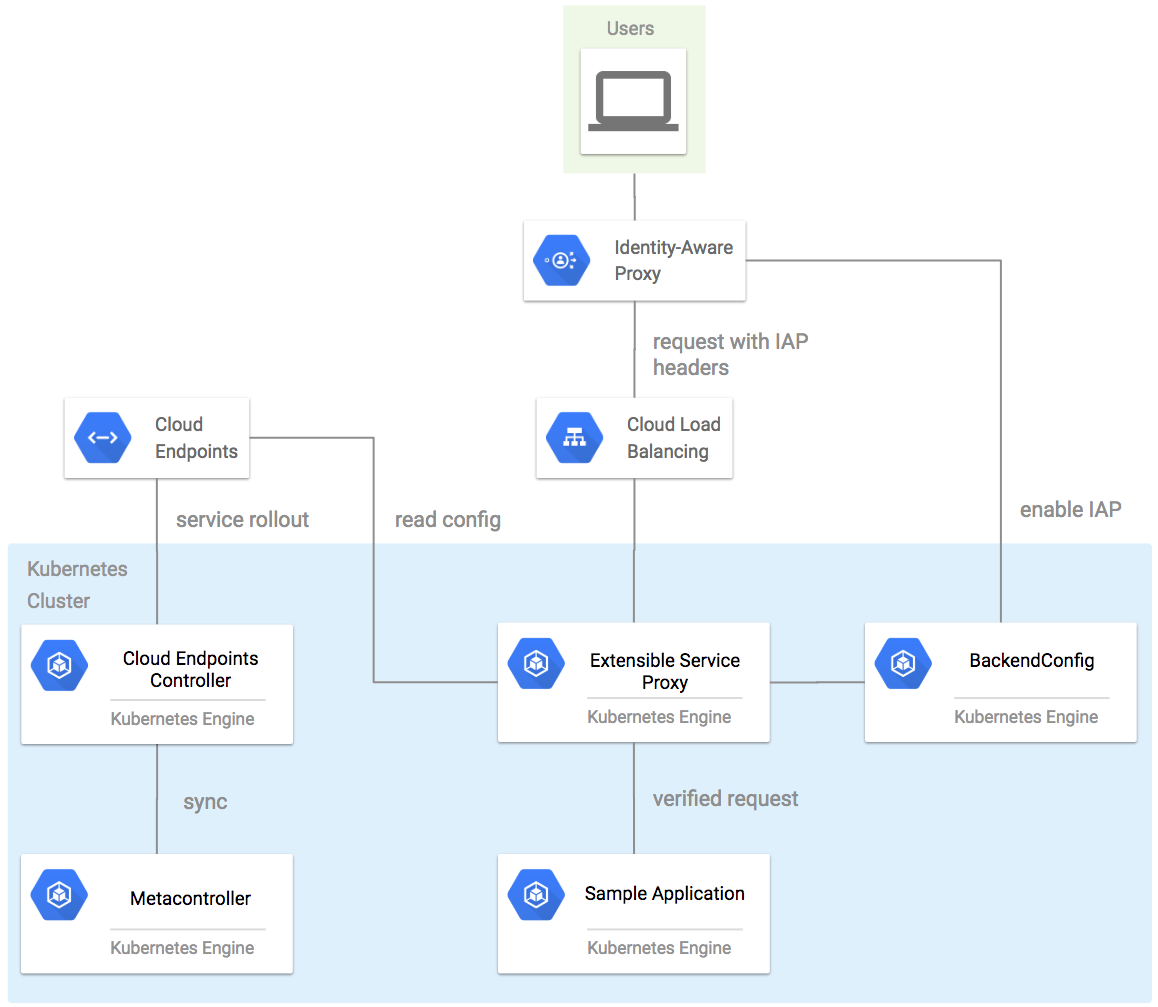 Users
Identity-Aware
Proxy
request with IAP
headers
Cloud
Endpoints
Cloud Load
Balancing
service rollout
read config
enable IAP
Kubernetes
Cluster
Cloud Endpoints
Controller
Kubernetes Engine
Extensible Service
Proxy
Kubernetes Engine
BackendConfig
Kubernetes Engine
sync
verified request
Metacontroller
Kubernetes Engine
Sample Application
Kubernetes Engine